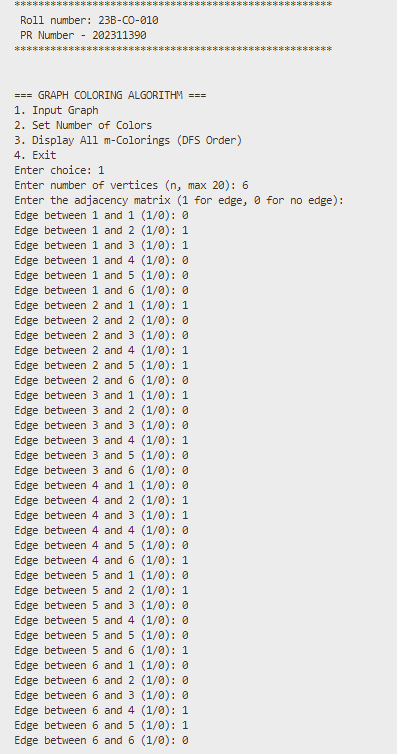 *****************************************************
Roll number: 23B-CO-010
PR Number - 202311390
*****************************************************
=== GRAPH COLORING ALGORITHM ===
1. Input Graph
2. Set Number of Colors
3. Display All m-Colorings (DFS Order)
4. Exit
Enter choice: 1
Enter number of vertices (n, max 20): 6
Enter the adjacency matrix (1 for edge, 0 for no edge):
Edge between 1 and 1 (1/0): 0
Edge between 1 and 2 (1/0): 1
Edge between 1 and 3 (1/0): 1
Edge between 1 and 4 (1/0): 0
Edge between 1 and 5 (1/0): 0
Edge between 1 and 6 (1/0): 0
Edge between 2 and 1 (1/0): 1
Edge between 2 and 2 (1/0): 0
Edge between 2 and 3 (1/0): 0
Edge between 2 and 4 (1/0): 1
Edge between 2 and 5 (1/0): 1
Edge between 2 and 6 (1/0): 0
Edge between 3 and 1 (1/0): 1
Edge between 3 and 2 (1/0): 0
Edge between 3 and 3 (1/0): 0
Edge between 3 and 4 (1/0): 1
Edge between 3 and 5 (1/0): 0
Edge between 3 and 6 (1/0): 0
Edge between 4 and 1 (1/0): 0
Edge between 4 and 2 (1/0): 1
Edge between 4 and 3 (1/0): 1
Edge between 4 and 4 (1/0): 0
Edge between 4 and 5 (1/0): 0
Edge between 4 and 6 (1/0): 1
Edge between 5 and 1 (1/0): 0
Edge between 5 and 2 (1/0): 1
Edge between 5 and 3 (1/0): 0
Edge between 5 and 4 (1/0): 0
Edge between 5 and 5 (1/0): 0
Edge between 5 and 6 (1/0): 1
Edge between 6 and 1 (1/0): 0
Edge between 6 and 2 (1/0): 0
Edge between 6 and 3 (1/0): 0
Edge between 6 and 4 (1/0): 1
Edge between 6 and 5 (1/0): 1
Edge between 6 and 6 (1/0): 0